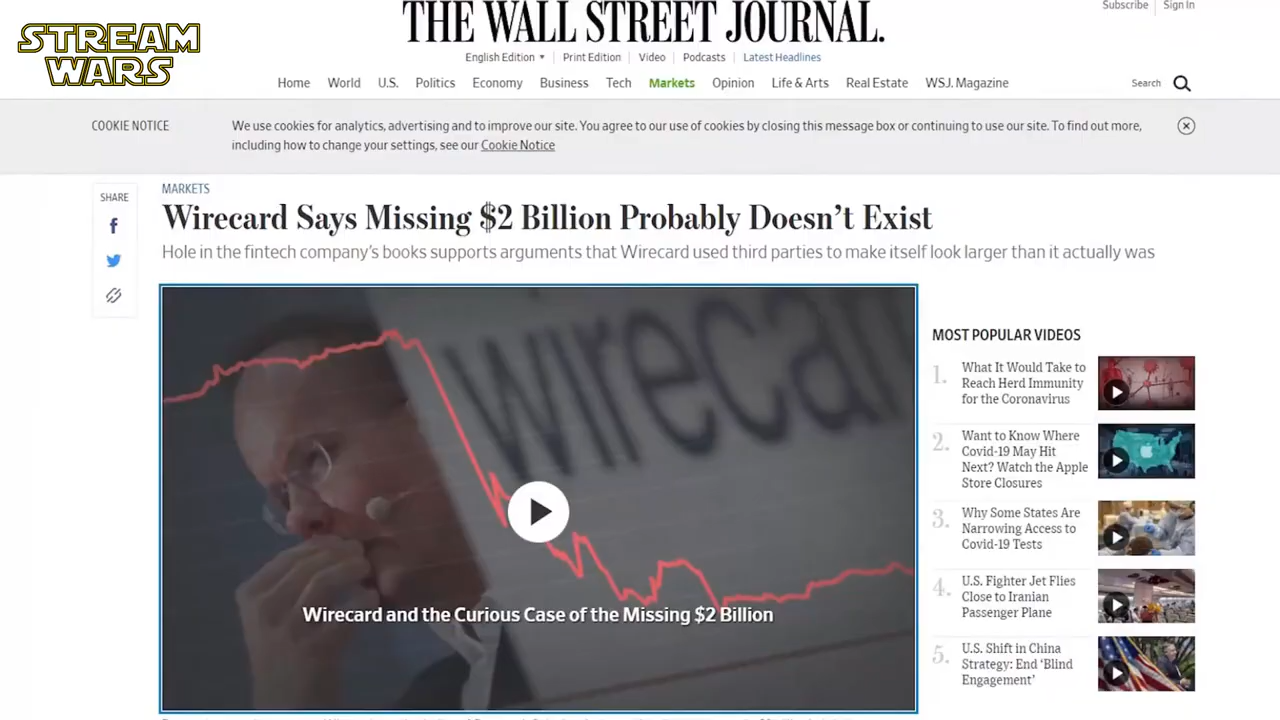 STREAM
WARS
THE WALL STREET JOURNAL.
Subscribe
Sign In
English Edition
Print Edition
Video
Podcasts
Latest Headlines
Home
World
U.S.
Politics
Economy
Business
Tech
Markets
Opinion
Life & Arts
Real Estate
WSJ. Magazine
Search
COOKIE NOTICE
We use cookies for analytics, advertising and to improve our site. You agree to our use of cookies by closing this message box or continuing to use our site. To find out more,
including how to change your settings, see our Cookie Notice
SHARE
MARKETS
Wirecard Says Missing $2 Billion Probably Doesn't Exist
Hole in the fintech company's books supports arguments that Wirecard used third parties to make itself look larger than it actually was
wirecar
Wirecard and the Curious Case of the Missing $2 Billion
MOST POPULAR VIDEOS
1.
What It Would Take to
Reach Herd Immunity
for the Coronavirus
2.
Want to Know Where
Covid-19 May Hit
Next? Watch the Apple
Store Closures
3.
Why Some States Are
Narrowing Access to
Covid-19 Tests
4.
U.S. Fighter Jet Flies
Close to Iranian
Passenger Plane
5.
U.S. Shift in China
Strategy: End 'Blind
Engagement'